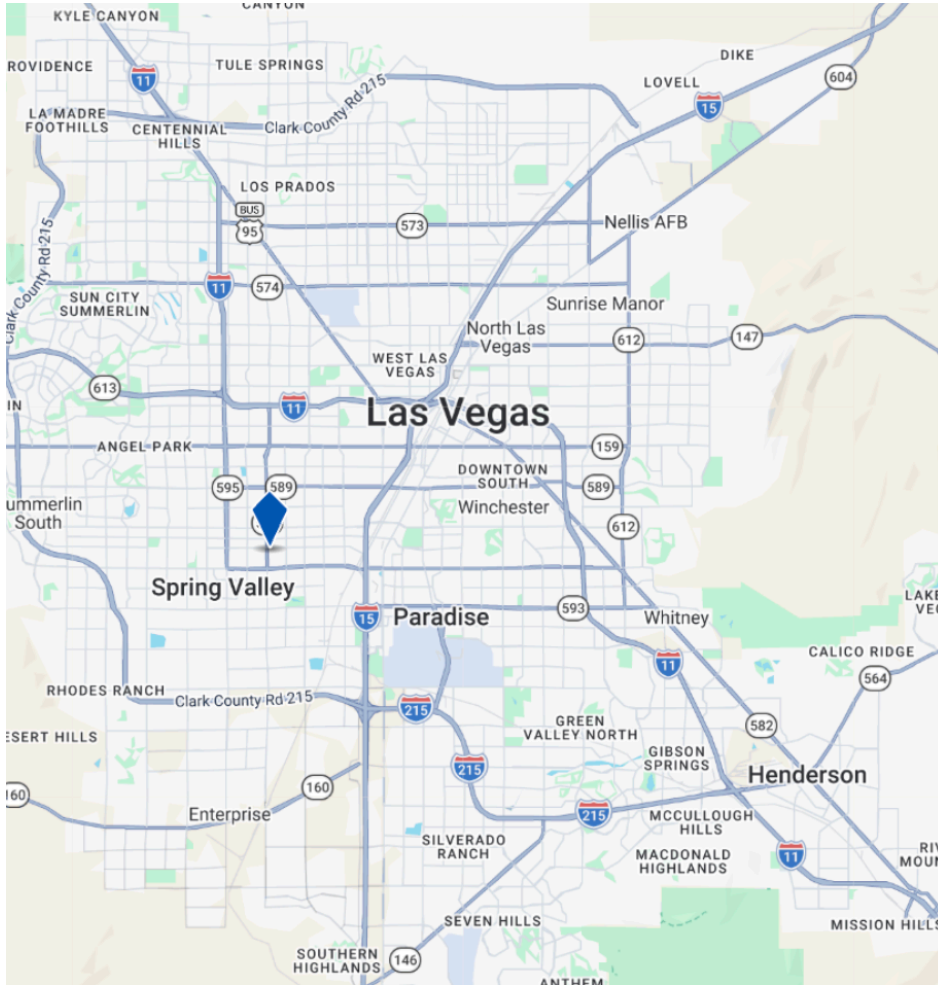 CANYON
KYLE CANYON
DIKE
ROVIDENCE
TULE SPRINGS
11
LOVELL
604
15
LA MADRE
FOOTHILLS
CENTENNIAL
HILLS
Clark County Rd 215
LOS PRADOS
BUS
95
573
Nellis AFB
Clark County Rd 215
11
574
SUN CITY
SUMMERLIN
Sunrise Manor
North Las
Vegas
612
147
WEST LAS
VEGAS
613
11
Las Vegas
IN
ANGEL PARK
159
DOWNTOWN
SOUTH
595
589
589
ummerlin
South
Winchester
612
Spring Valley
593
15
Paradise
Whitney
LAKE
VEG
11
CALICO RIDGE
564
RHODES RANCH
Clark County Rd 215
215
ESERT HILLS
GREEN
VALLEY NORTH
582
GIBSON
SPRINGS
215
Henderson
160
160
Enterprise
215
MCCULLOUGH
HILLS
SILVERADO
RANCH
MACDONALD
HIGHLANDS
11
RIV
MOUN
SEVEN HILLS
MISSION HILLS
SOUTHERN
HIGHLANDS
146
ANTHEM